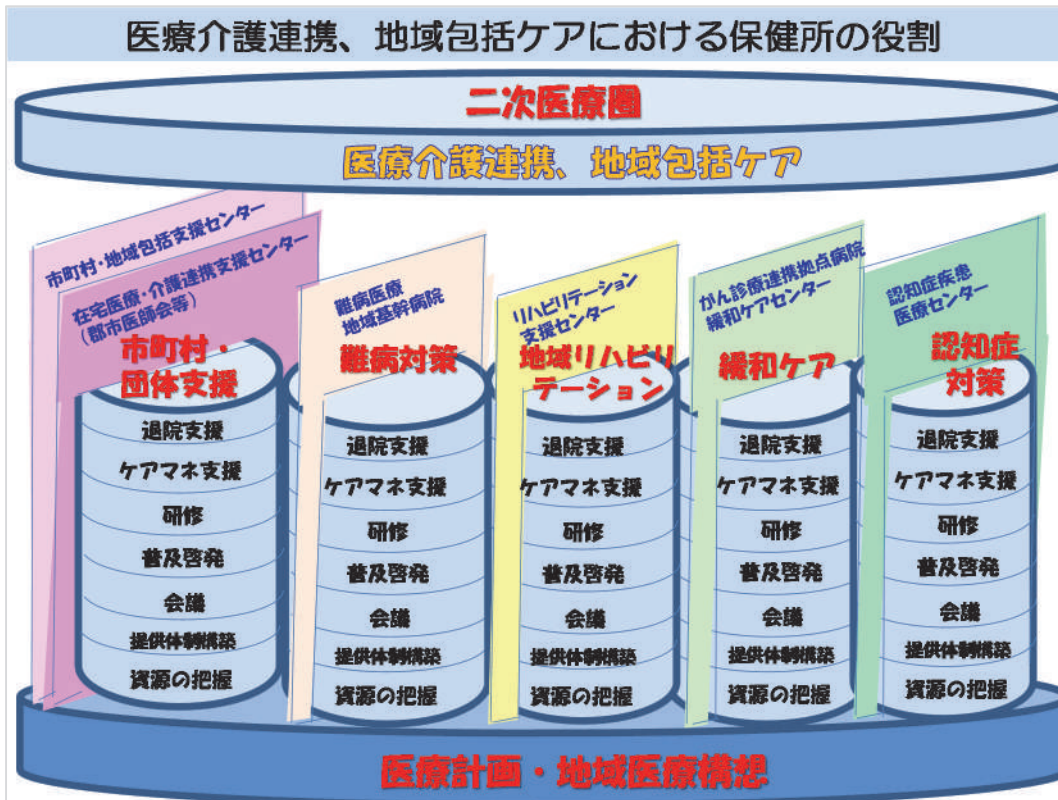 医療介護連携、地域包括ケアにおける保健所の役割
二次医療圏
医療介護連携、地域包括ケア
市町村・地域包括支援センター
在宅医療・介護連携支援センター
（郡市医師会等）
市町村・
団体支援
退院支援
ケアマネ支援
研修
普及啓発
会議
提供体制構築
資源の把握
難病医療
地域基幹病院
難病対策
退院支援
ケアマネ支援
研修
普及啓発
会議
提供体制構築
資源の把握
リハビリテーション
支援センター
地域リハビリ
テーション
退院支援
ケアマネ支援
研修
普及啓発
会議
提供体制構築
資源の把握
がん診療連携拠点病院
緩和ケアセンター
緩和ケア
退院支援
ケアマネ支援
研修
普及啓発
会議
提供体制構築
資源の把握
認知症疾患
医療センター
認知症
対策
退院支援
ケアマネ支援
研修
普及啓発
会議
提供体制構築
資源の把握
医療計画・地域医療構想